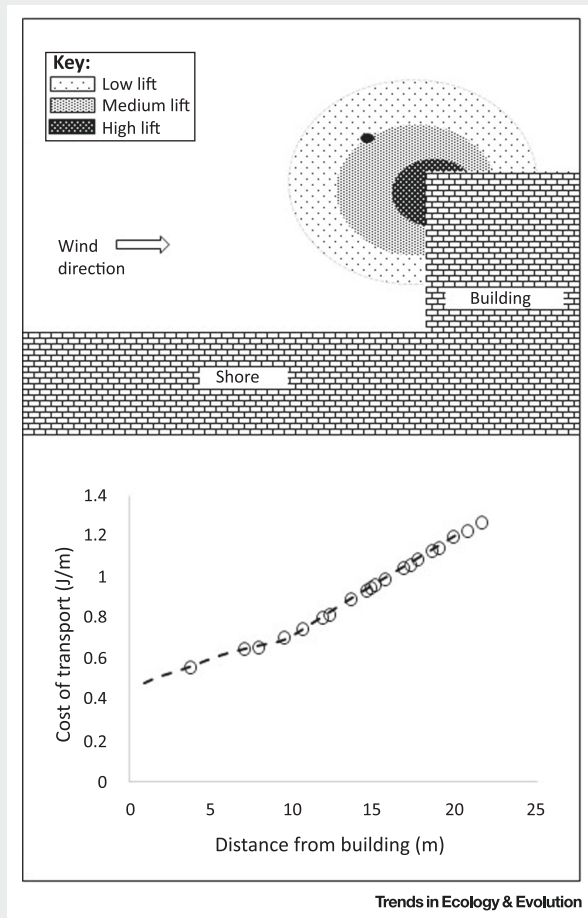 Key:
Low lift
Medium lift
High lift
Wind
direction
Building
Shore
1.4
1.2
1
0.8
0.6
0.4
0.2
0
Cost of transport (J/m)
0 5 10 15 20 25
Distance from building (m)
Trends in Ecology & Evolution